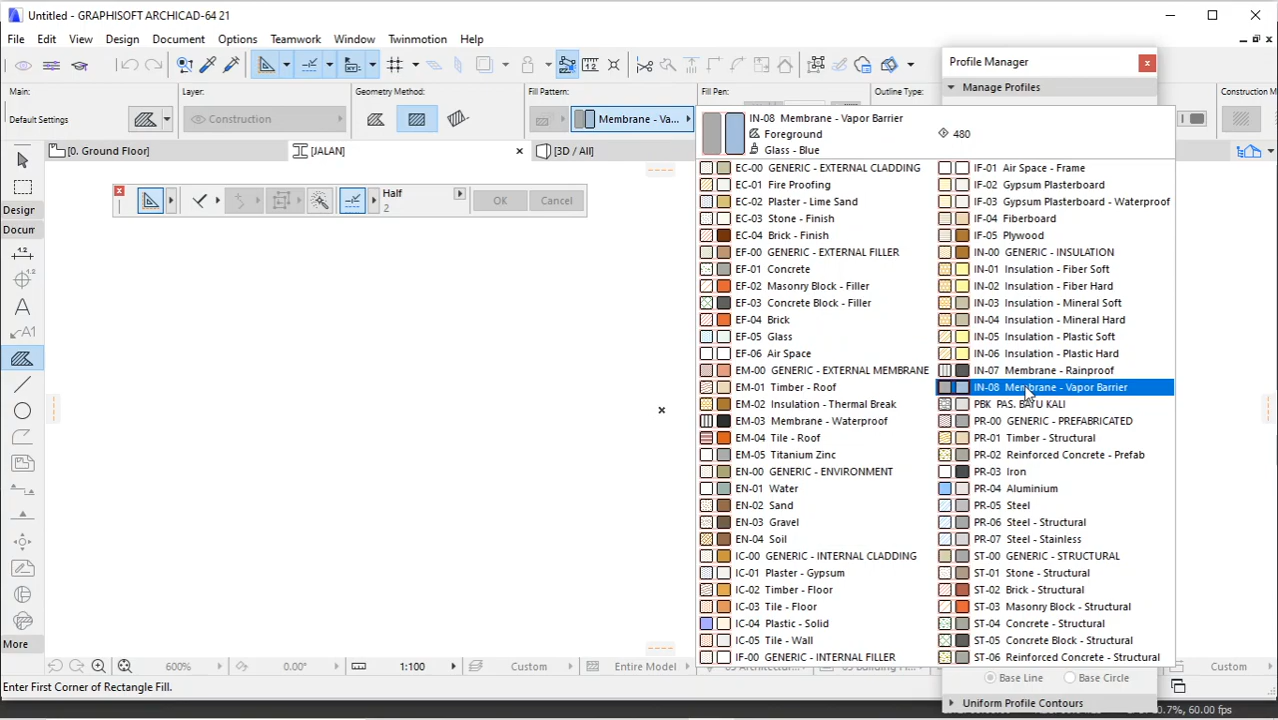 Untitled - GRAPHISOFT ARCHICAD-64 21
File Edit View Design Document Options Teamwork Window Twinmotion Help
Profile Manager
Manage Profiles
Main:
Layer:
Geometry Method:
Fill Pattern:
Fill Pen:
Outline Type:
Construction M
Default Settings
Construction
Membrane - Va...
IN-08 Membrane - Vapor Barrier
Foreground
480
Glass - Blue
[0. Ground Floor]
[JALAN]
[3D / All]
Half
2
OK
Cancel
Design
Docum
1.2
1.2
A
A1
More
EC-00 GENERIC - EXTERNAL CLADDING
EC-01 Fire Proofing
EC-02 Plaster - Lime Sand
EC-03 Stone - Finish
EC-04 Brick - Finish
EF-00 GENERIC - EXTERNAL FILLER
EF-01 Concrete
EF-02 Masonry Block - Filler
EF-03 Concrete Block - Filler
EF-04 Brick
EF-05 Glass
EF-06 Air Space
EM-00 GENERIC - EXTERNAL MEMBRANE
EM-01 Timber - Roof
EM-02 Insulation - Thermal Break
EM-03 Membrane - Waterproof
EM-04 Tile - Roof
EM-05 Titanium Zinc
EN-00 GENERIC - ENVIRONMENT
EN-01 Water
EN-02 Sand
EN-03 Gravel
EN-04 Soil
IC-00 GENERIC - INTERNAL CLADDING
IC-01 Plaster - Gypsum
IC-02 Timber - Floor
IC-03 Tile - Floor
IC-04 Plastic - Solid
IC-05 Tile - Wall
IF-00 GENERIC - INTERNAL FILLER
IF-01 Air Space - Frame
IF-02 Gypsum Plasterboard
IF-03 Gypsum Plasterboard - Waterproof
IF-04 Fiberboard
IF-05 Plywood
IN-00 GENERIC - INSULATION
IN-01 Insulation - Fiber Soft
IN-02 Insulation - Fiber Hard
IN-03 Insulation - Mineral Soft
IN-04 Insulation - Mineral Hard
IN-05 Insulation - Plastic Soft
IN-06 Insulation - Plastic Hard
IN-07 Membrane - Rainproof
IN-08 Membrane - Vapor Barrier
PBK PAS. BATU KALI
PR-00 GENERIC - PREFABRICATED
PR-01 Timber - Structural
PR-02 Reinforced Concrete - Prefab
PR-03 Iron
PR-04 Aluminium
PR-05 Steel
PR-06 Steel - Structural
PR-07 Steel - Stainless
ST-00 GENERIC - STRUCTURAL
ST-01 Stone - Structural
ST-02 Brick - Structural
ST-03 Masonry Block - Structural
ST-04 Concrete - Structural
ST-05 Concrete Block - Structural
ST-06 Reinforced Concrete - Structural
600%
0.00°
1:100
Custom
Entire Model
Custom
Base Line
Base Circle
Enter First Corner of Rectangle Fill.
Uniform Profile Contours
60.00 fps